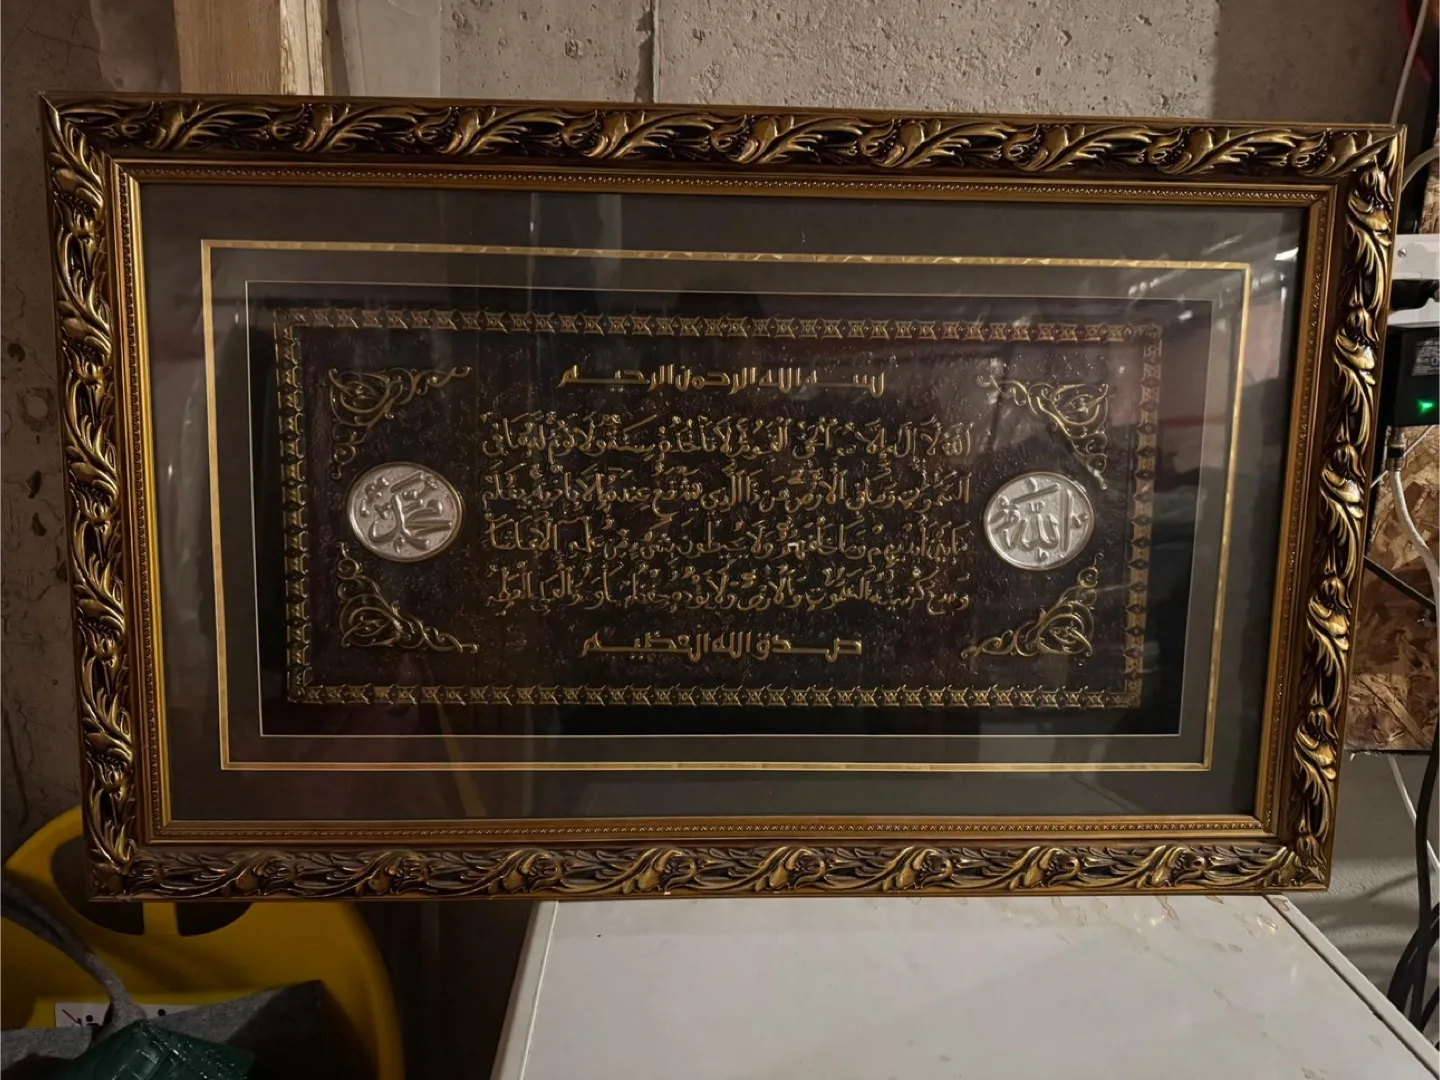 بسم الله الرحمن الرحيم
الله لا إله إلا هو الحي القيوم لا تأخذه سنة ولا نوم له ما في
السموات وما في الأرض من ذا الذي يشفع عنده إلا بإذنه يعلم
ما بين أيديهم وما خلفهم ولا يحيطون بشيء من علمه إلا بما شاء
وسع كرسيه السموات والأرض ولا يؤده حفظهما وهو العلي العظيم
صدق الله العظيم
الله
محمد